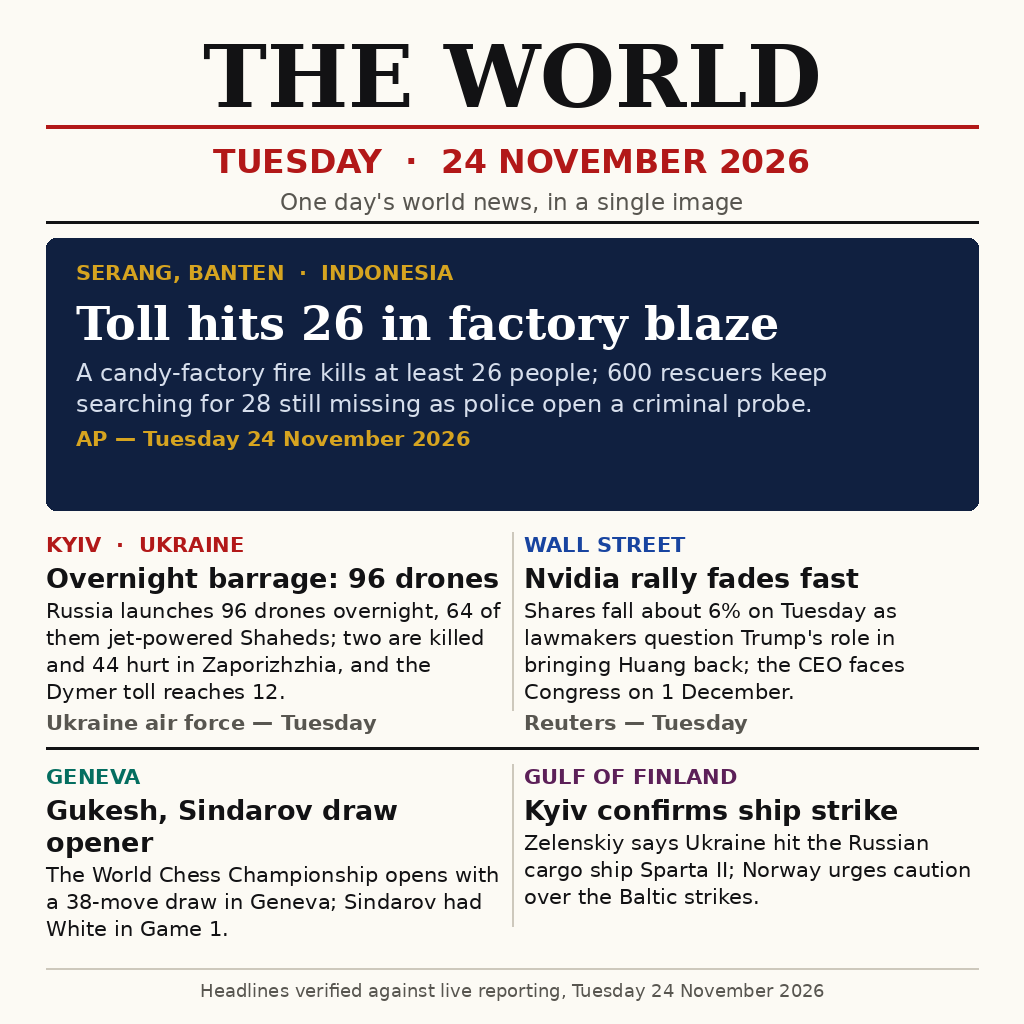 THE WORLD
TUESDAY · 24 NOVEMBER 2026
One day's world news, in a single image
SERANG, BANTEN · INDONESIA
Toll hits 26 in factory blaze
A candy-factory fire kills at least 26 people; 600 rescuers keep
searching for 28 still missing as police open a criminal probe.
AP — Tuesday 24 November 2026
KYIV · UKRAINE
Overnight barrage: 96 drones
Russia launches 96 drones overnight, 64 of
them jet-powered Shaheds; two are killed
and 44 hurt in Zaporizhzhia, and the
Dymer toll reaches 12.
Ukraine air force — Tuesday
WALL STREET
Nvidia rally fades fast
Shares fall about 6% on Tuesday as
lawmakers question Trump's role in
bringing Huang back; the CEO faces
Congress on 1 December.
Reuters — Tuesday
GENEVA
Gukesh, Sindarov draw
opener
The World Chess Championship opens with
a 38-move draw in Geneva; Sindarov had
White in Game 1.
GULF OF FINLAND
Kyiv confirms ship strike
Zelenskiy says Ukraine hit the Russian
cargo ship Sparta II; Norway urges caution
over the Baltic strikes.
Headlines verified against live reporting, Tuesday 24 November 2026